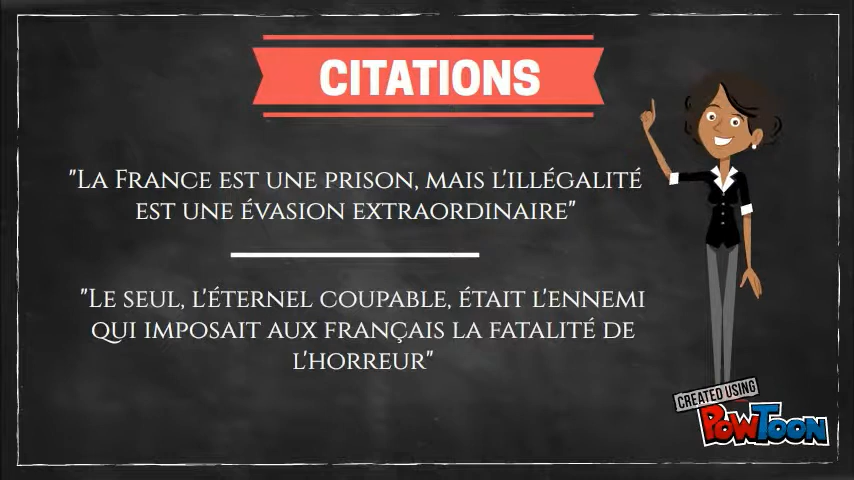 CITATIONS
"La France est une prison, mais l'illégalité
est une évasion extraordinaire"
"Le seul, l'éternel coupable, était l'ennemi
qui imposait aux français la fatalité de
l'horreur"
CREATED USING
POWTOON